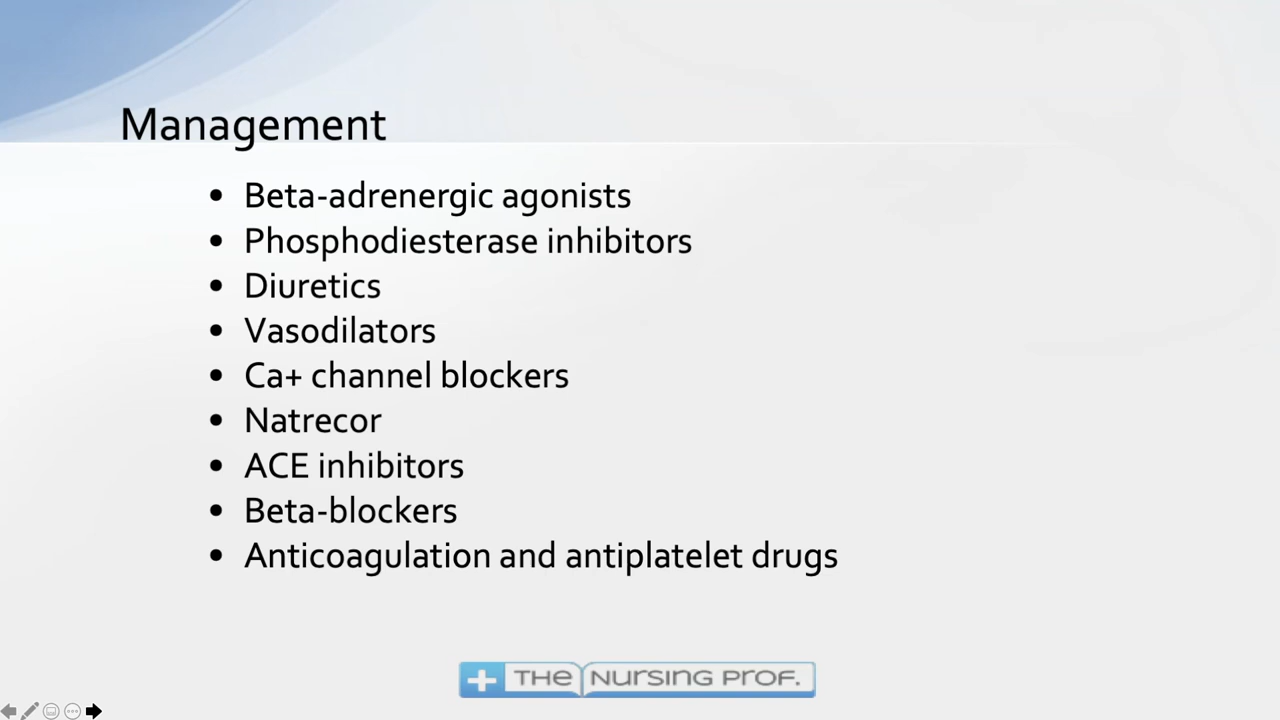 Management
• Beta-adrenergic agonists
• Phosphodiesterase inhibitors
• Diuretics
• Vasodilators
• Ca+ channel blockers
• Natrecor
• ACE inhibitors
• Beta-blockers
• Anticoagulation and antiplatelet drugs
THE NURSING PROF.